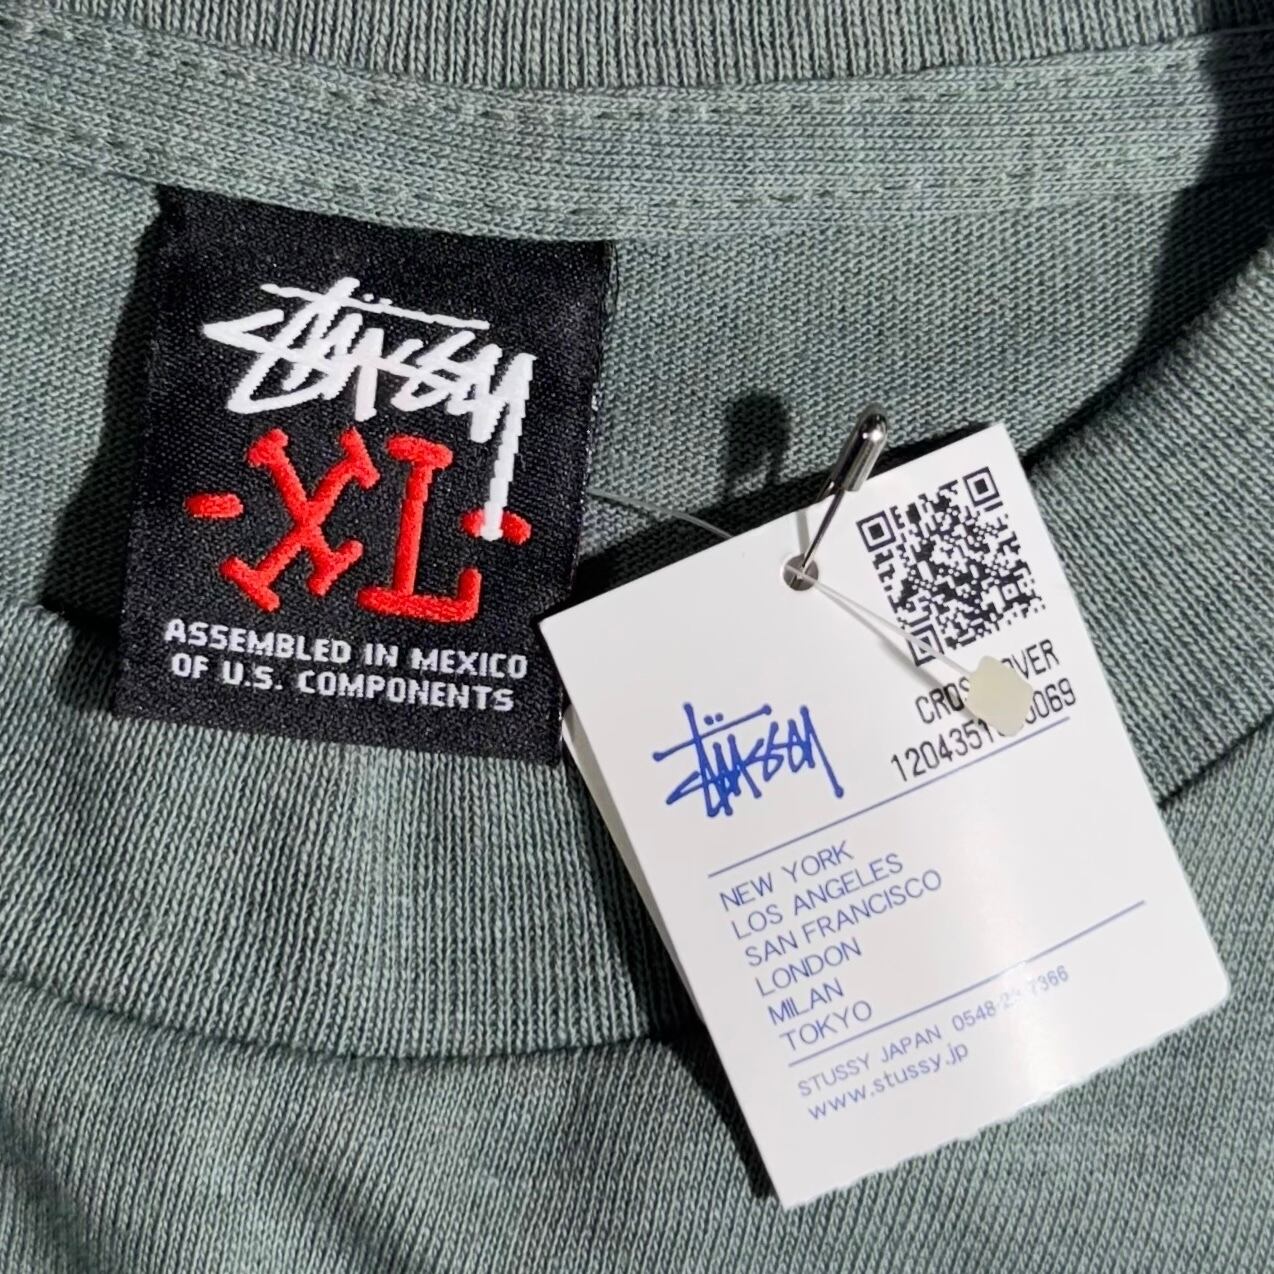 STÜSSY
-XL-
ASSEMBLED IN MEXICO
OF U.S. COMPONENTS
STÜSSY
NEW YORK
LOS ANGELES
SAN FRANCISCO
LONDON
MILAN
TOKYO
STUSSY JAPAN
www.stussy.jp